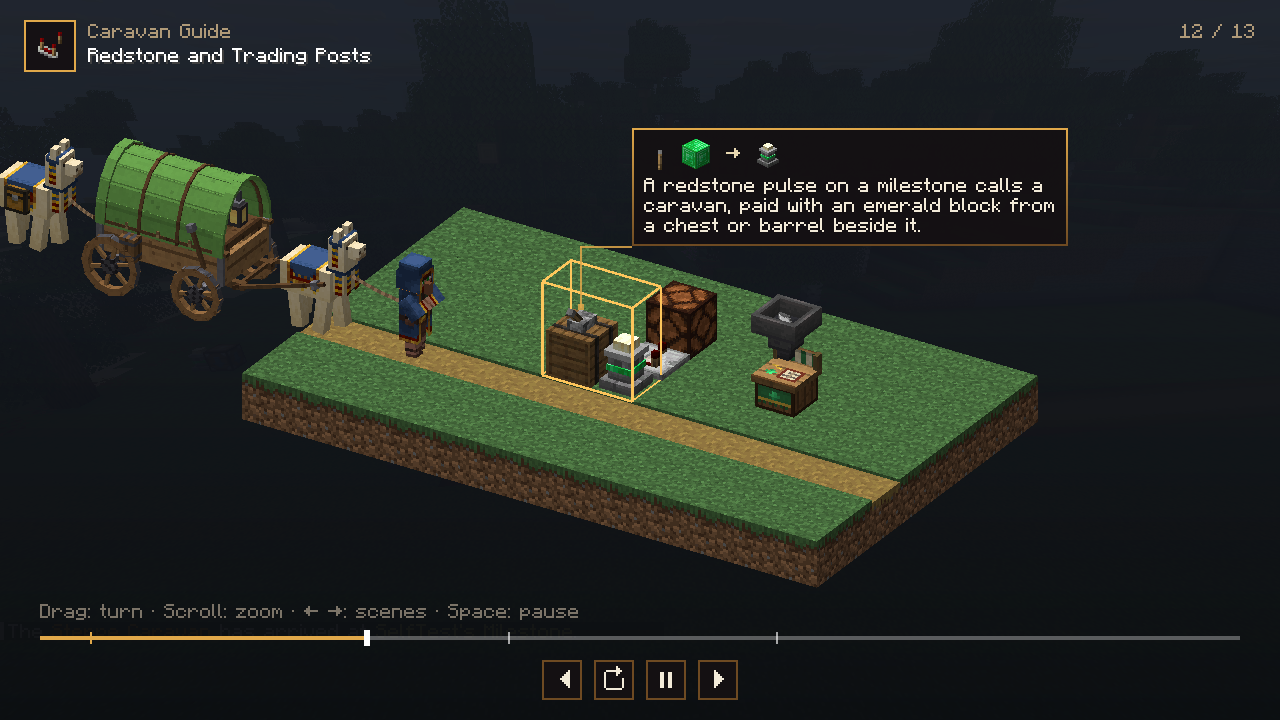 Caravan Guide
Redstone and Trading Posts
12 / 13
A redstone pulse on a milestone calls a
caravan, paid with an emerald block from
a chest or barrel beside it.
Drag: turn · Scroll: zoom · ← →: scenes · Space: pause